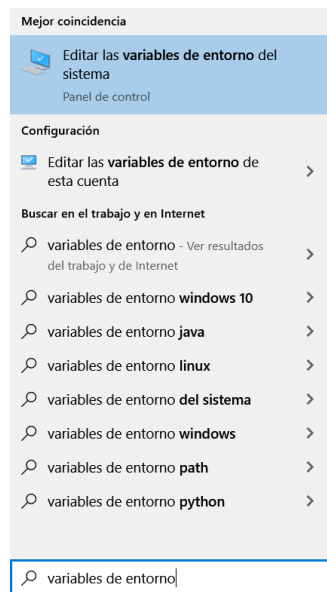 Mejor coincidencia
Editar las variables de entorno del
sistema
Panel de control
Configuración
Editar las variables de entorno de
esta cuenta
Buscar en el trabajo y en Internet
variables de entorno - Ver resultados
del trabajo y de Internet
variables de entorno windows 10
variables de entorno java
variables de entorno linux
variables de entorno del sistema
variables de entorno windows
variables de entorno path
variables de entorno python
variables de entorno